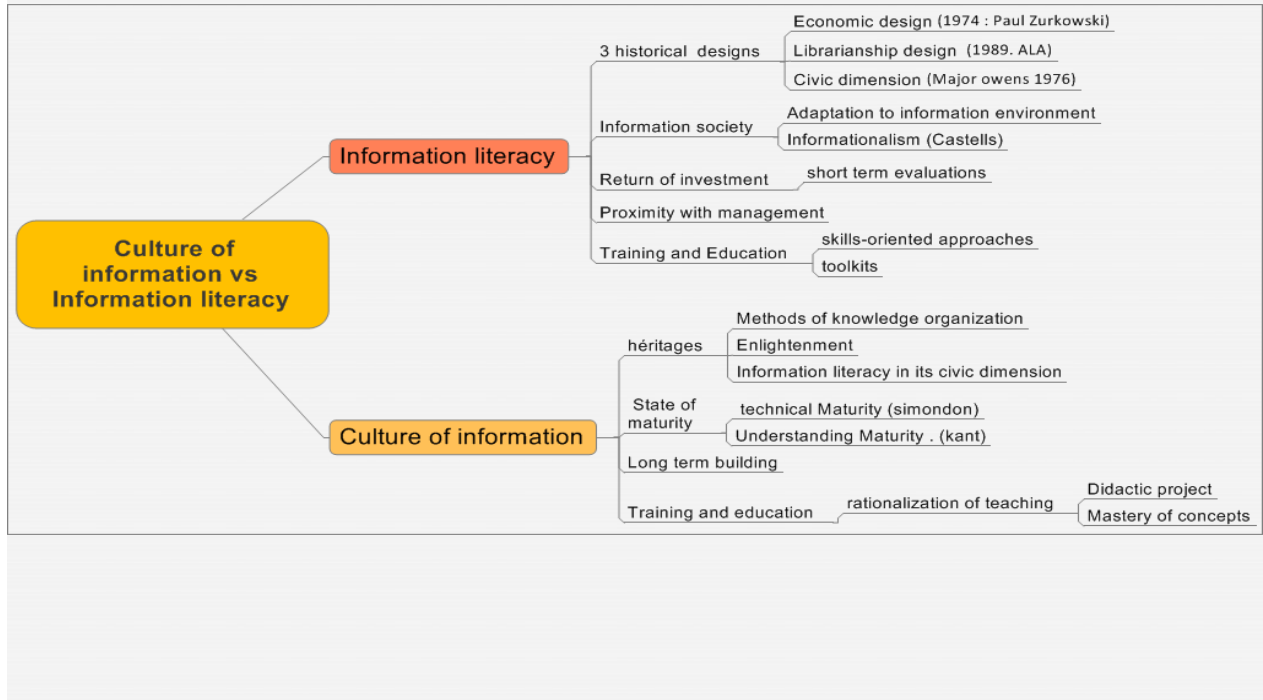 Culture of
information vs
Information literacy
Information literacy
3 historical designs
Economic design (1974 : Paul Zurkowski)
Librarianship design (1989. ALA)
Civic dimension (Major owens 1976)
Information society
Adaptation to information environment
Informationalism (Castells)
Return of investment
short term evaluations
Proximity with management
Training and Education
skills-oriented approaches
toolkits
Culture of information
héritages
Methods of knowledge organization
Enlightenment
Information literacy in its civic dimension
State of
maturity
technical Maturity (simondon)
Understanding Maturity . (kant)
Long term building
Training and education
rationalization of teaching
Didactic project
Mastery of concepts